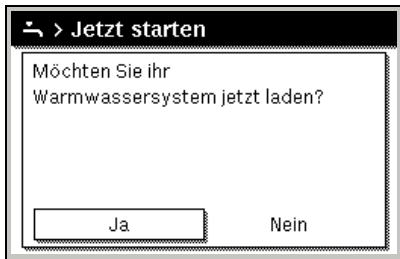 > Jetzt starten
Möchten Sie ihr
Warmwassersystem jetzt laden?
Ja
Nein